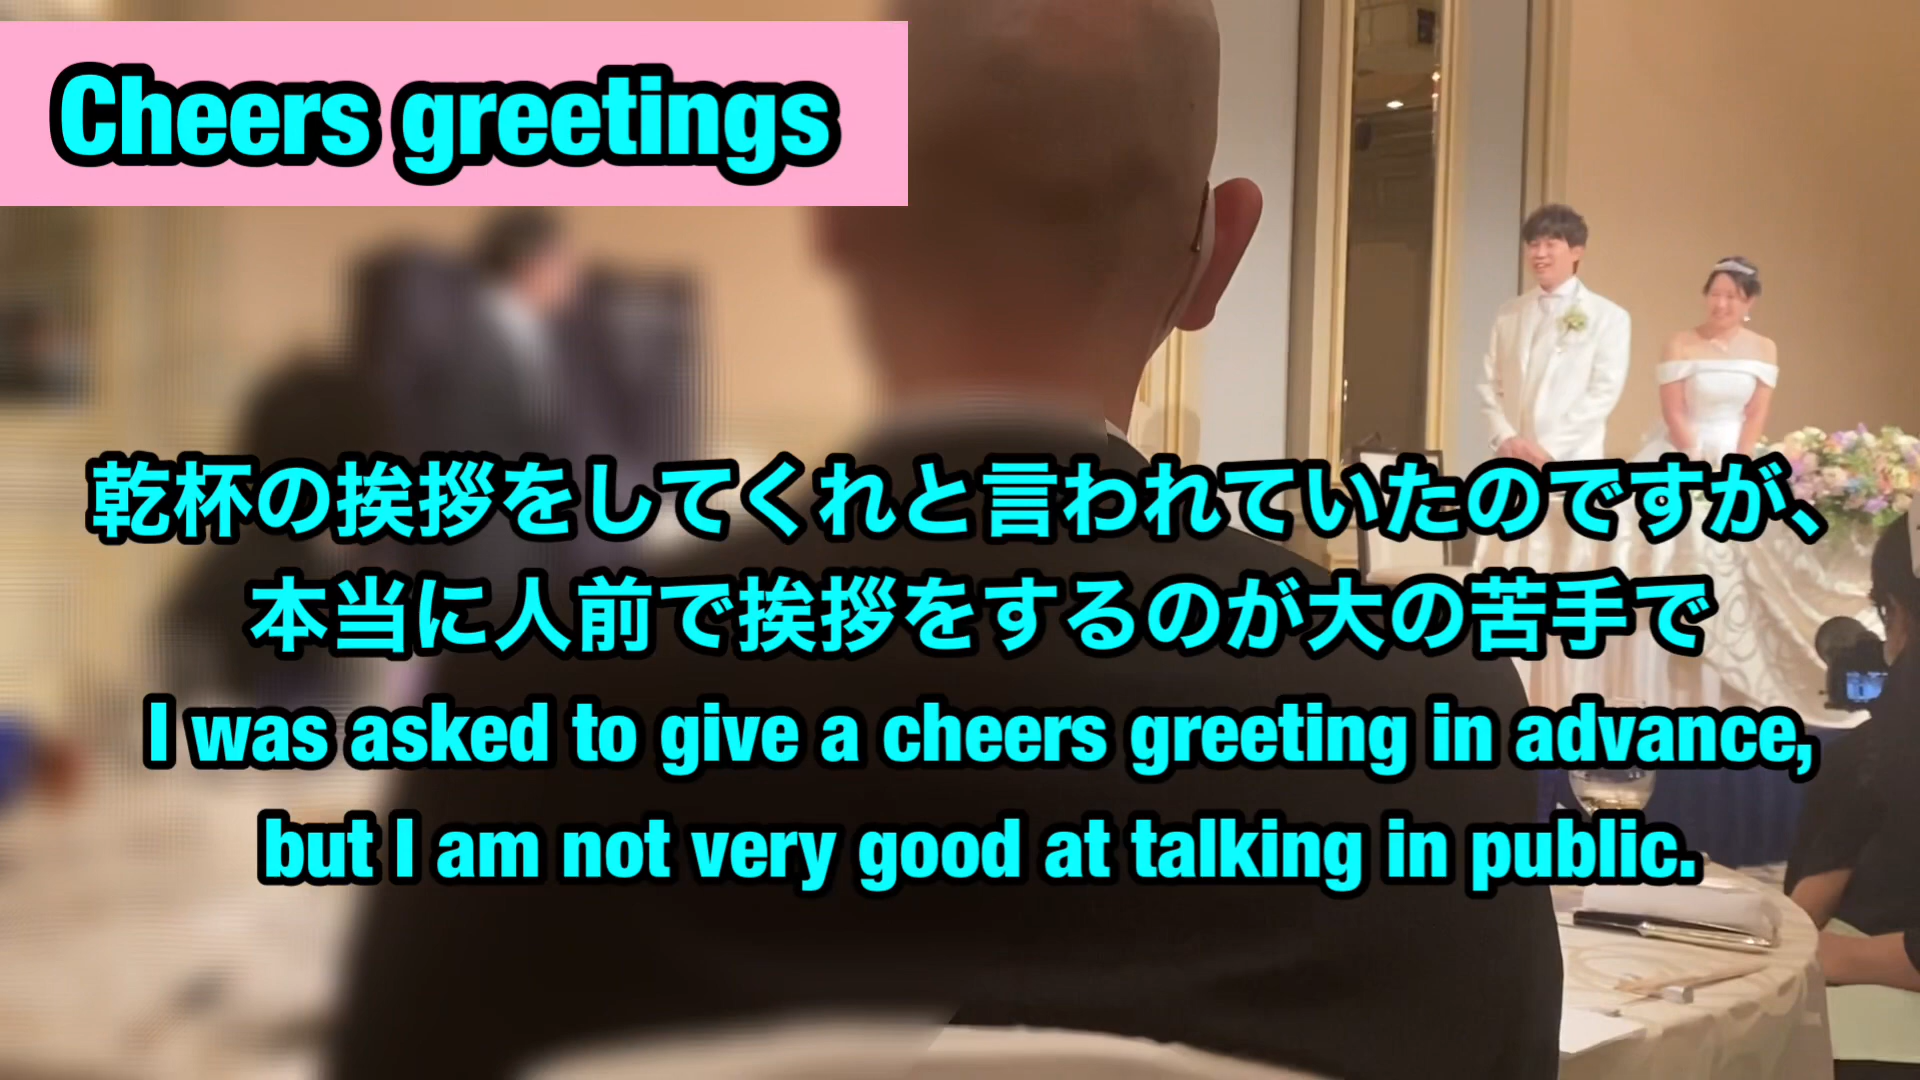 Cheers greetings
乾杯の挨拶をしてくれと言われていたのですが、
本当に人前で挨拶をするのが大の苦手で
I was asked to give a cheers greeting in advance,
but I am not very good at talking in public.